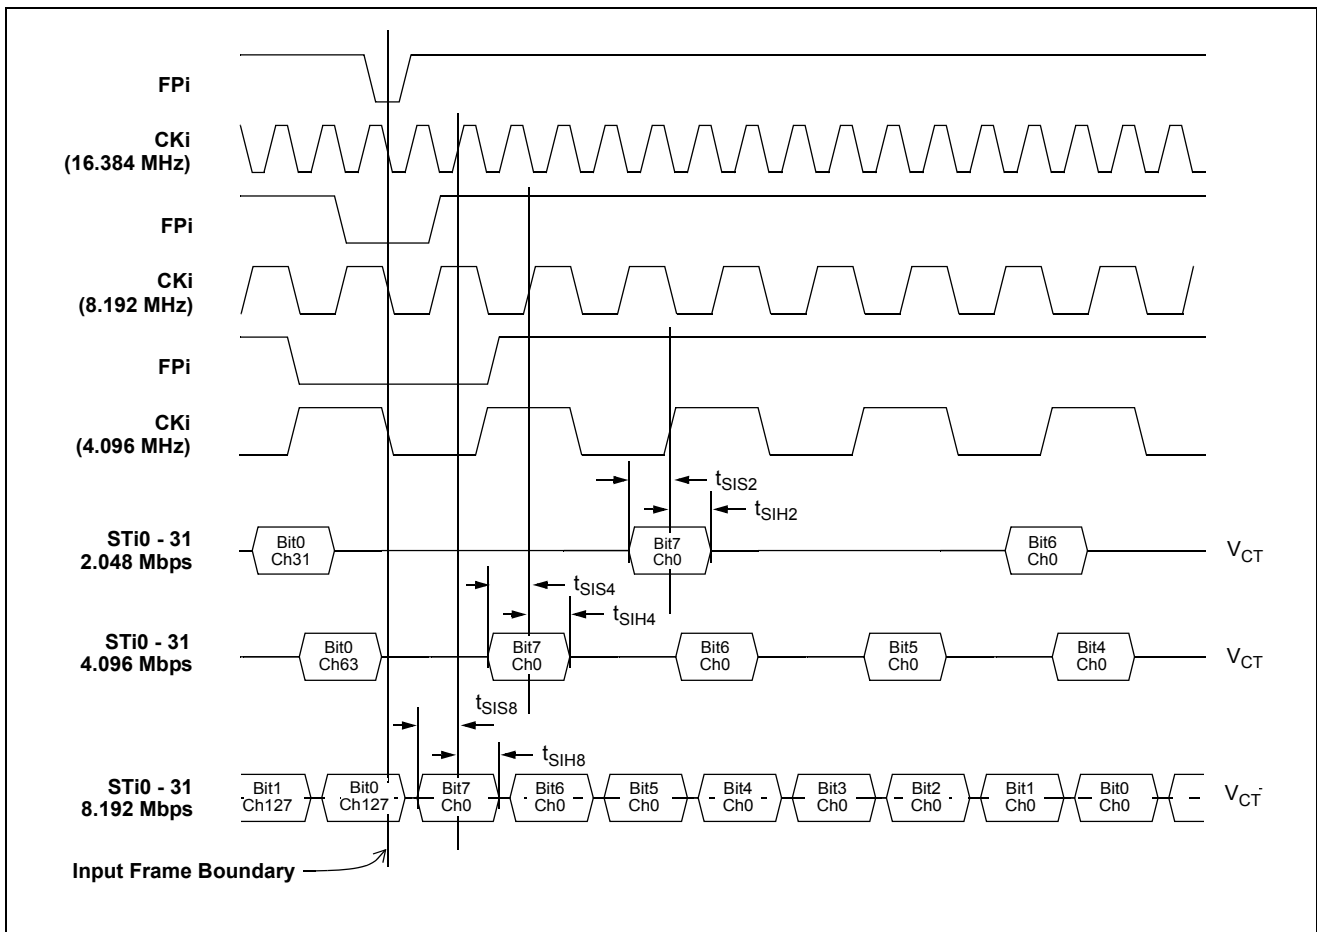 FPi
CKi
(16.384 MHz)
FPi
CKi
(8.192 MHz)
FPi
CKi
(4.096 MHz)
tSIS2
tSIH2
STi0 - 31
2.048 Mbps
Bit0
Ch31
Bit7
Ch0
Bit6
Ch0
VCT
tSIS4
tSIH4
STi0 - 31
4.096 Mbps
Bit0
Ch63
Bit7
Ch0
Bit6
Ch0
Bit5
Ch0
Bit4
Ch0
VCT
tSIS8
tSIH8
STi0 - 31
8.192 Mbps
Bit1
Ch127
Bit0
Ch127
Bit7
Ch0
Bit6
Ch0
Bit5
Ch0
Bit4
Ch0
Bit3
Ch0
Bit2
Ch0
Bit1
Ch0
Bit0
Ch0
VCT
Input Frame Boundary